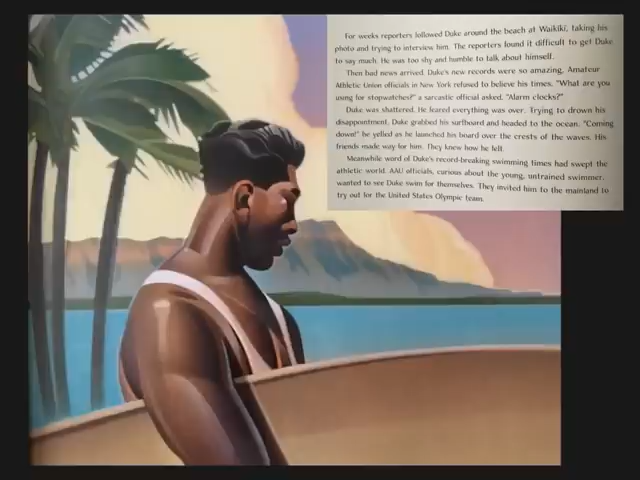 For weeks reporters followed Duke around the beach at Waikiki, taking his
photo and trying to interview him. The reporters found it difficult to get Duke
to say much. He was too shy and humble to talk about himself.
Then bad news arrived. Duke's new records were so amazing, Amateur
Athletic Union officials in New York refused to believe his times. "What are you
using for stopwatches?" a sarcastic official asked. "Alarm clocks?"
Duke was shattered. He feared everything was over. Trying to drown his
disappointment, Duke grabbed his surfboard and headed to the ocean. "Coming
down!" he yelled as he launched his board over the crests of the waves. His
friends made way for him. They knew how he felt.
Meanwhile word of Duke's record-breaking swimming times had swept the
athletic world. AAU officials, curious about the young, untrained swimmer,
wanted to see Duke swim for themselves. They invited him to the mainland to
try out for the United States Olympic team.